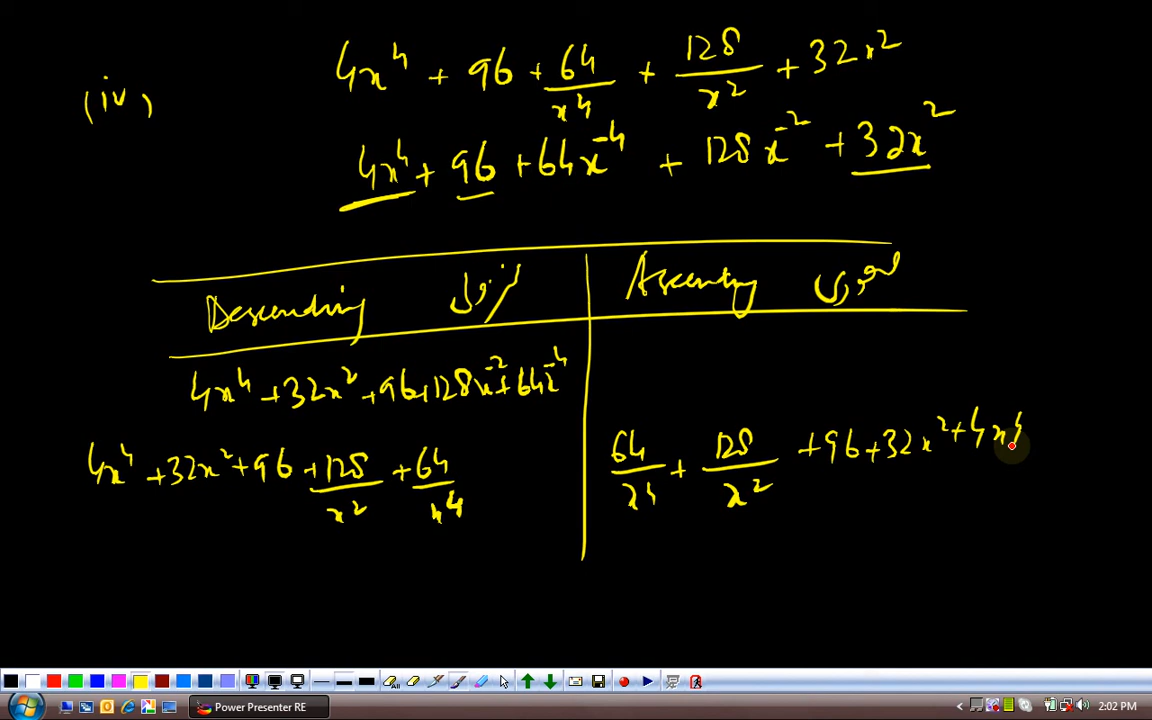 (iv) 4x⁴ + 96 + 64/x⁴ + 128/x² + 32x²
4x⁴ + 96 + 64x⁻⁴ + 128x⁻² + 32x²
Descending نزولی Ascending صعودی
4x⁴ + 32x² + 96 + 128x⁻² + 64x⁻⁴
4x⁴ + 32x² + 96 + 128/x² + 64/x⁴
64/x⁴ + 128/x² + 96 + 32x² + 4x⁴
Power Presenter RE
2:02 PM